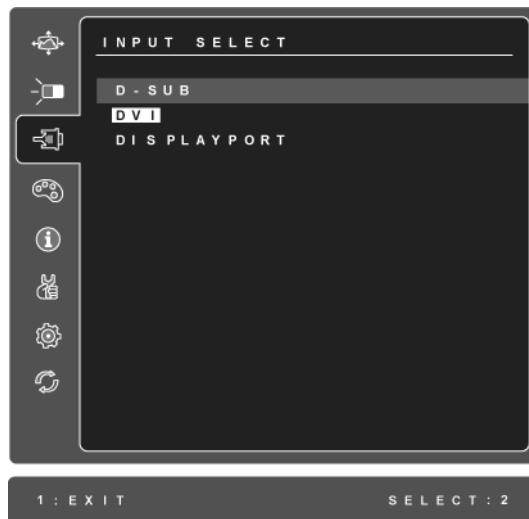 INPUT SELECT
D-SUB
DVI
DISPLAYPORT
1:EXIT SELECT:2